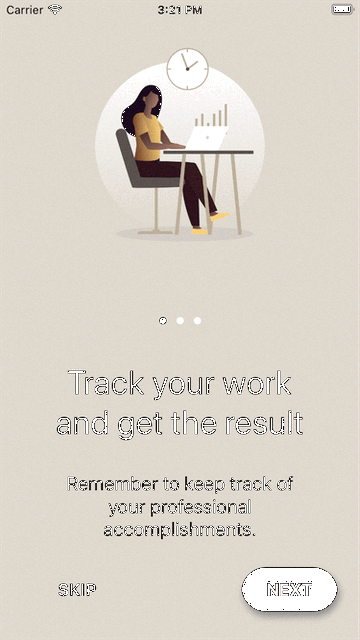 Carrier 3:21 PM
Track your work
and get the result
Remember to keep track of
your professional
accomplishments.
SKIP NEXT